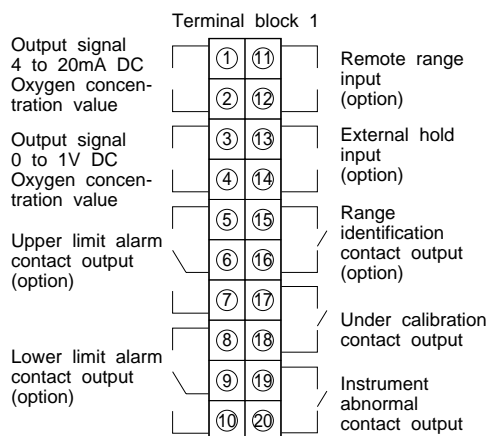 Terminal block 1
Output signal
4 to 20mA DC
Oxygen concen-
tration value
Output signal
0 to 1V DC
Oxygen concen-
tration value
Upper limit alarm
contact output
(option)
Lower limit alarm
contact output
(option)
1 11
2 12
3 13
4 14
5 15
6 16
7 17
8 18
9 19
10 20
Remote range
input
(option)
External hold
input
(option)
Range
identification
contact output
(option)
Under calibration
contact output
Instrument
abnormal
contact output